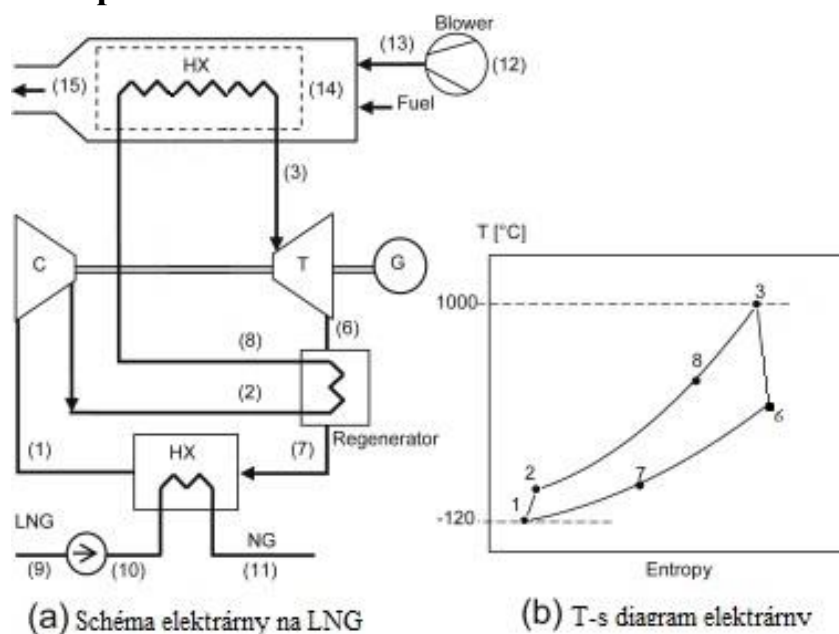 Blower
(13)
(12)
HX
(15)
(14)
Fuel
(3)
C
T
G
(6)
(8)
(2)
Regenerator
(1)
HX
(7)
LNG
NG
(9)
(10)
(11)
(a) Schéma elektrárny na LNG
T [°C]
1000
3
8
6
2
7
1
-120
Entropy
(b) T-s diagram elektrárny